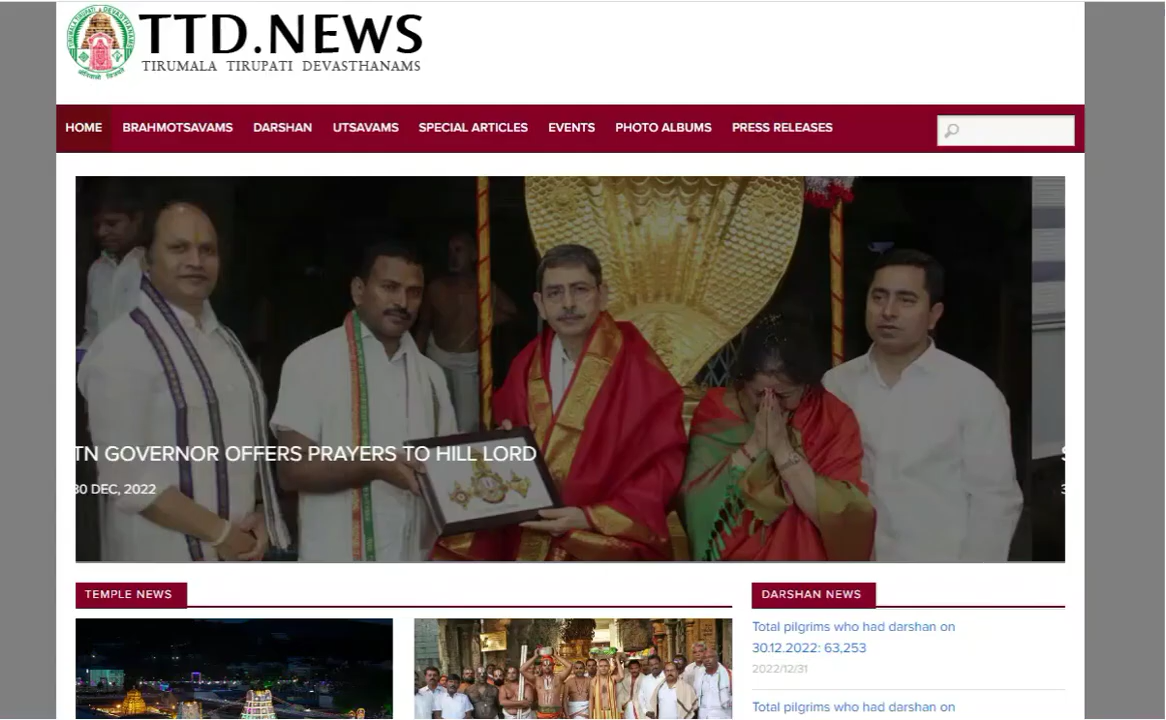 TTD.NEWS
TIRUMALA TIRUPATI DEVASTHANAMS
HOME BRAHMOTSAVAMS DARSHAN UTSAVAMS SPECIAL ARTICLES EVENTS PHOTO ALBUMS PRESS RELEASES
TN GOVERNOR OFFERS PRAYERS TO HILL LORD
30 DEC, 2022
TEMPLE NEWS
DARSHAN NEWS
Total pilgrims who had darshan on
30.12.2022: 63,253
2022/12/31
Total pilgrims who had darshan on